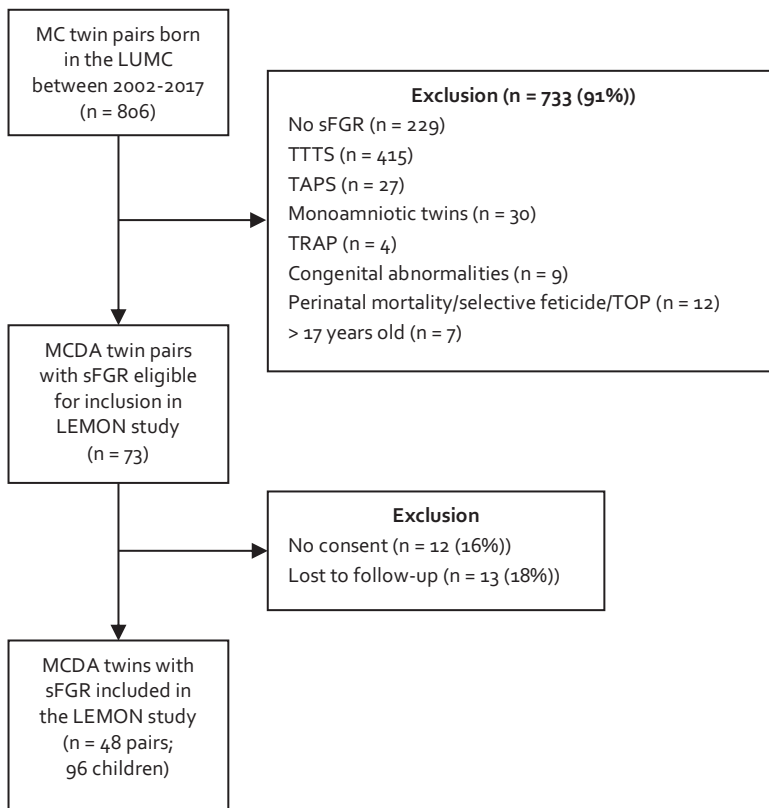 MC twin pairs born
in the LUMC
between 2002-2017
(n = 806)
Exclusion (n = 733 (91%))
No sFGR (n = 229)
TTTS (n = 415)
TAPS (n = 27)
Monoamniotic twins (n = 30)
TRAP (n = 4)
Congenital abnormalities (n = 9)
Perinatal mortality/selective feticide/TOP (n = 12)
> 17 years old (n = 7)
MCDA twin pairs
with sFGR eligible
for inclusion in
LEMON study
(n = 73)
Exclusion
No consent (n = 12 (16%))
Lost to follow-up (n = 13 (18%))
MCDA twins with
sFGR included in
the LEMON study
(n = 48 pairs;
96 children)